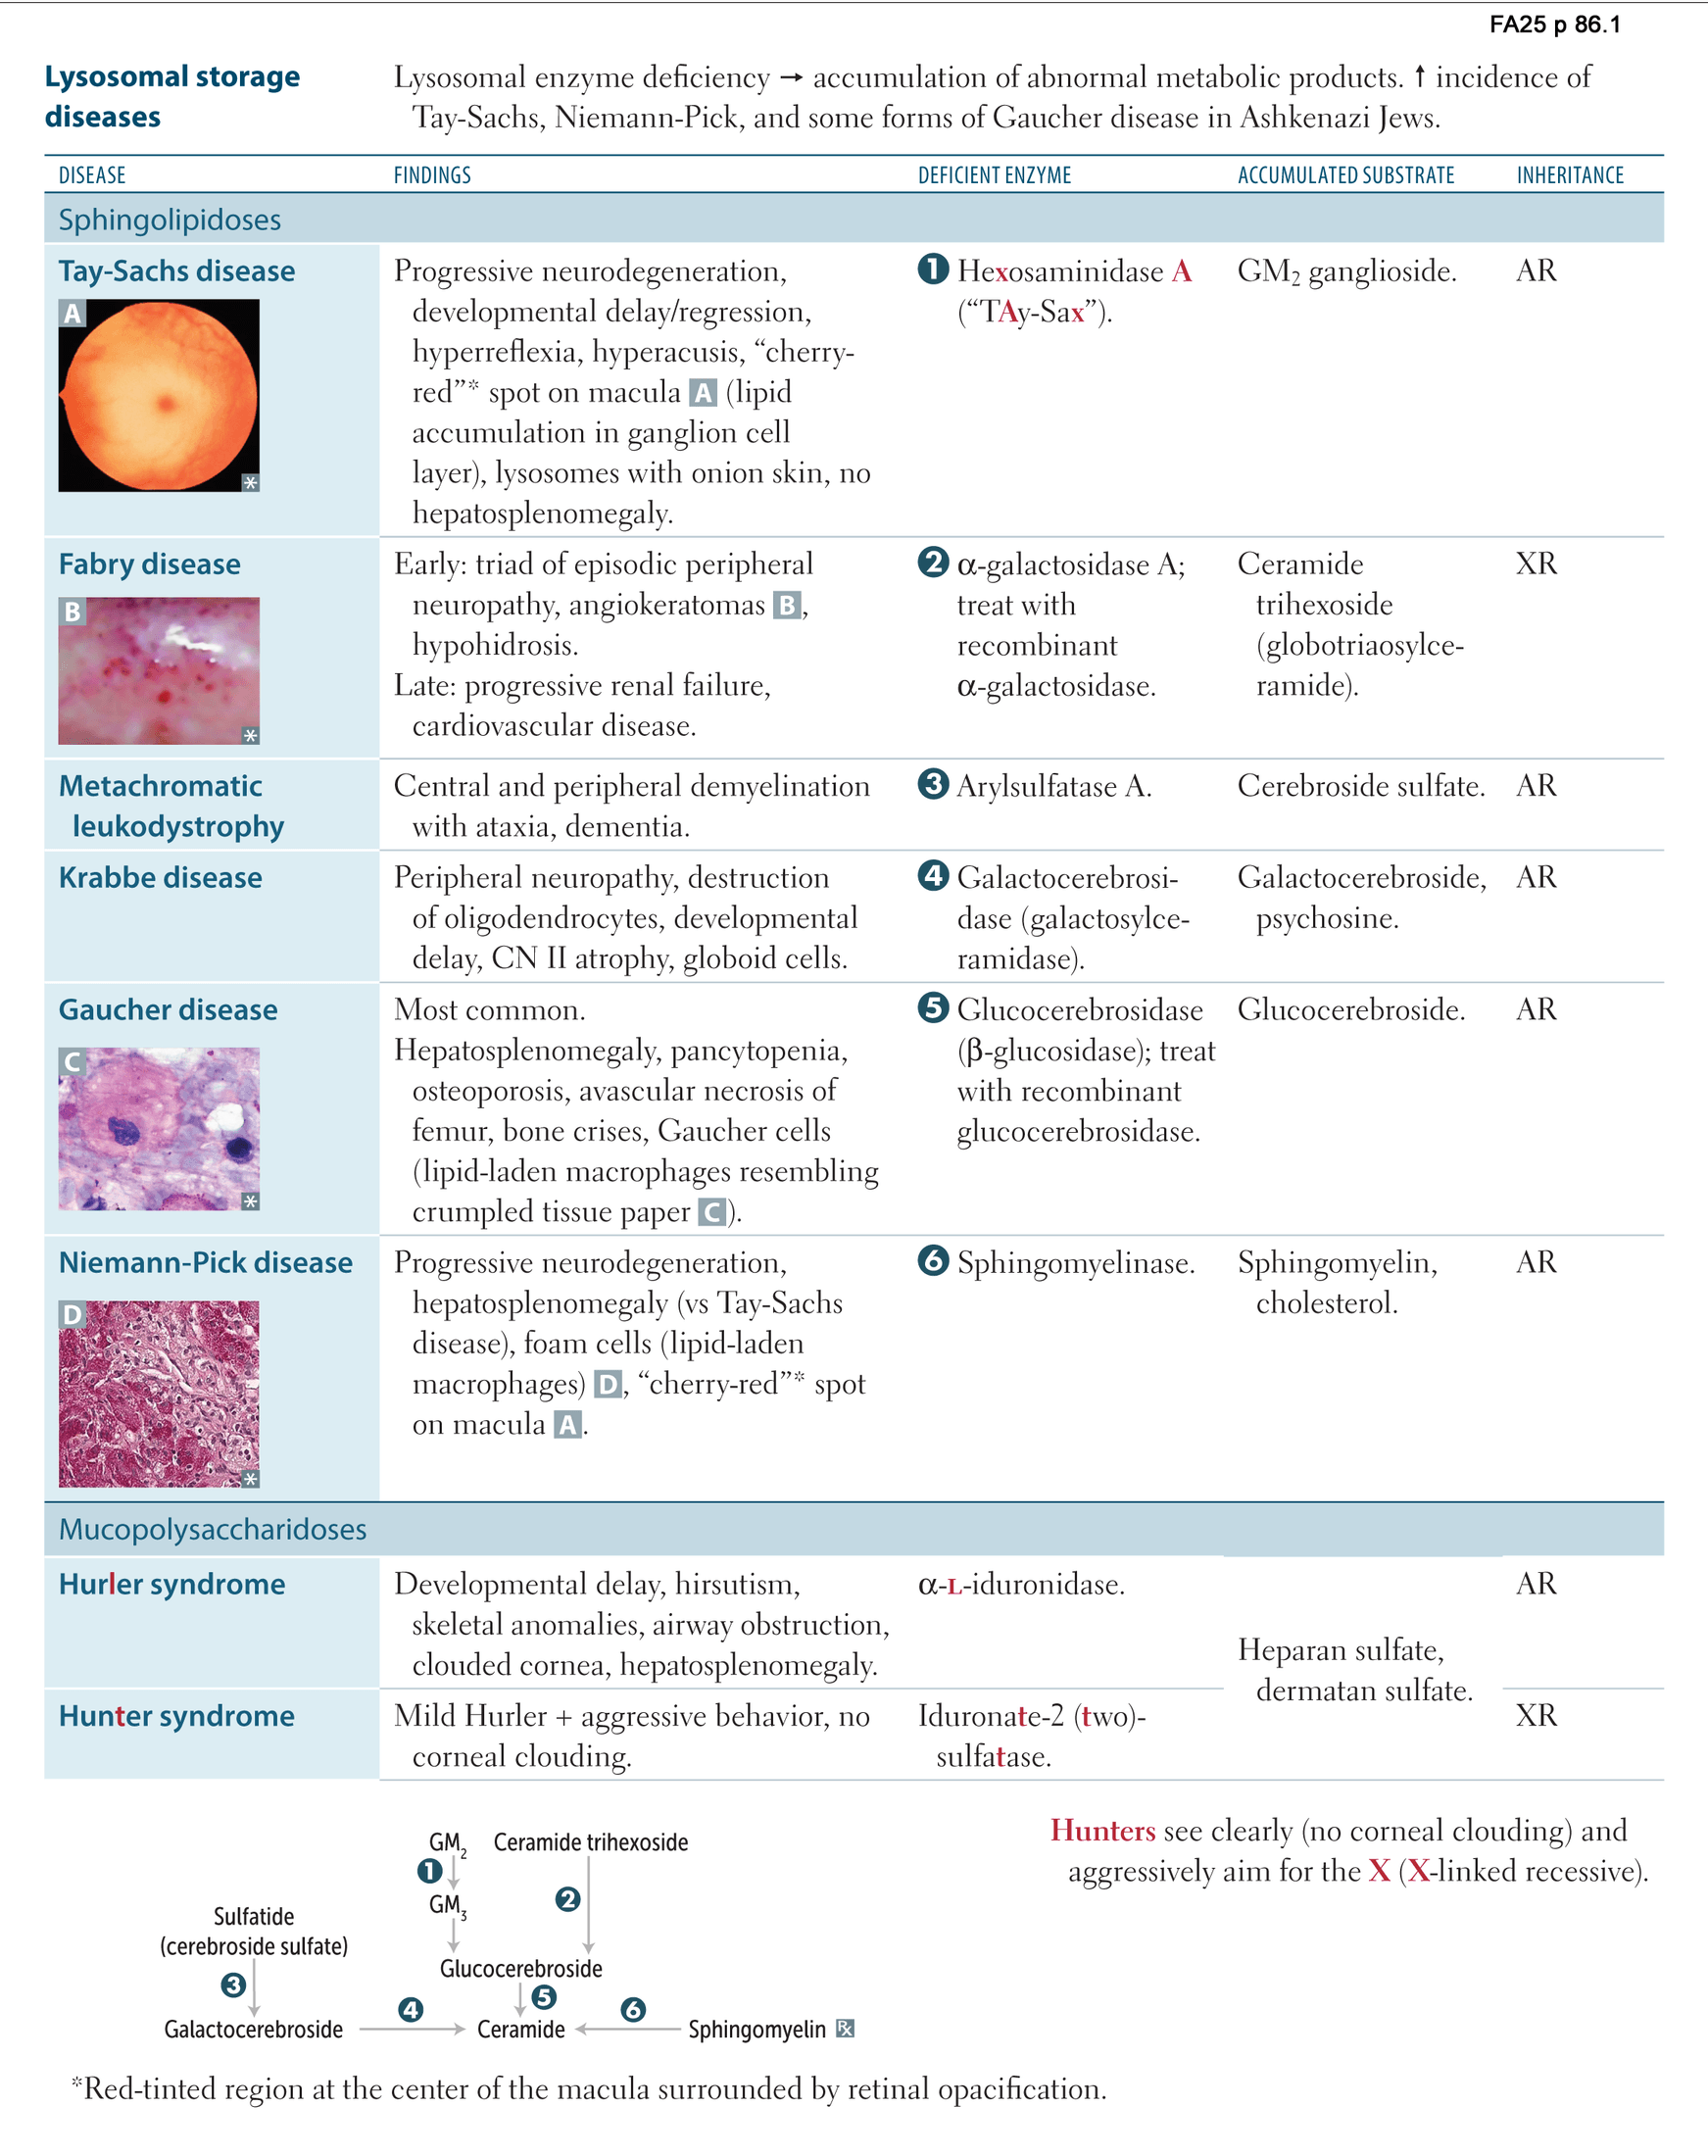 FA25 p 86.1
Lysosomal storage
diseases
Lysosomal enzyme deficiency → accumulation of abnormal metabolic products. ↑ incidence of
Tay-Sachs, Niemann-Pick, and some forms of Gaucher disease in Ashkenazi Jews.
DISEASE FINDINGS DEFICIENT ENZYME ACCUMULATED SUBSTRATE INHERITANCE
Sphingolipidoses
Tay-Sachs disease
A
*
Progressive neurodegeneration,
developmental delay/regression,
hyperreflexia, hyperacusis, “cherry-
red”* spot on macula A (lipid
accumulation in ganglion cell
layer), lysosomes with onion skin, no
hepatosplenomegaly.
1 Hexosaminidase A
(“TAy-Sax”).
GM₂ ganglioside.
AR
Fabry disease
B
*
Early: triad of episodic peripheral
neuropathy, angiokeratomas B,
hypohidrosis.
Late: progressive renal failure,
cardiovascular disease.
2 α-galactosidase A;
treat with
recombinant
α-galactosidase.
Ceramide
trihexoside
(globotriaosylce-
ramide).
XR
Metachromatic
leukodystrophy
Central and peripheral demyelination
with ataxia, dementia.
3 Arylsulfatase A.
Cerebroside sulfate.
AR
Krabbe disease
Peripheral neuropathy, destruction
of oligodendrocytes, developmental
delay, CN II atrophy, globoid cells.
4 Galactocerebrosi-
dase (galactosylce-
ramidase).
Galactocerebroside,
psychosine.
AR
Gaucher disease
C
*
Most common.
Hepatosplenomegaly, pancytopenia,
osteoporosis, avascular necrosis of
femur, bone crises, Gaucher cells
(lipid-laden macrophages resembling
crumpled tissue paper C).
5 Glucocerebrosidase
(β-glucosidase); treat
with recombinant
glucocerebrosidase.
Glucocerebroside.
AR
Niemann-Pick disease
D
*
Progressive neurodegeneration,
hepatosplenomegaly (vs Tay-Sachs
disease), foam cells (lipid-laden
macrophages) D, “cherry-red”* spot
on macula A.
6 Sphingomyelinase.
Sphingomyelin,
cholesterol.
AR
Mucopolysaccharidoses
Hurler syndrome
Developmental delay, hirsutism,
skeletal anomalies, airway obstruction,
clouded cornea, hepatosplenomegaly.
α-L-iduronidase.
AR
Heparan sulfate,
dermatan sulfate.
Hunter syndrome
Mild Hurler + aggressive behavior, no
corneal clouding.
Iduronate-2 (two)-
sulfatase.
XR
Hunters see clearly (no corneal clouding) and
aggressively aim for the X (X-linked recessive).
GM₂ Ceramide trihexoside
1
2
GM₃
Sulfatide
(cerebroside sulfate)
3
Glucocerebroside
5
4
6
Galactocerebroside Ceramide Sphingomyelin ℞
*Red-tinted region at the center of the macula surrounded by retinal opacification.